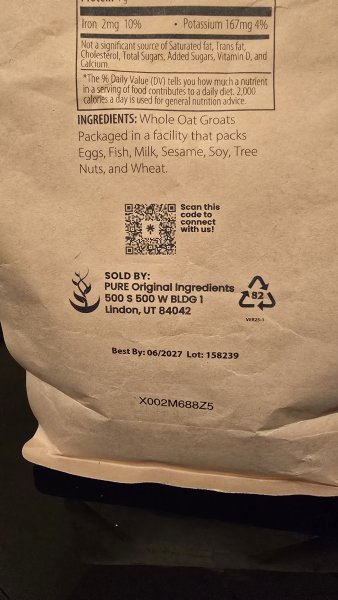 Iron 2mg 10% • Potassium 167mg 4%
Not a significant source of Saturated fat, Trans fat,
Cholesterol, Total Sugars, Added Sugars, Vitamin D, and
Calcium.
*The % Daily Value (DV) tells you how much a nutrient
in a serving of food contributes to a daily diet. 2,000
calories a day is used for general nutrition advice.
INGREDIENTS: Whole Oat Groats
Packaged in a facility that packs
Eggs, Fish, Milk, Sesame, Soy, Tree
Nuts, and Wheat.
Scan this
code to
connect
with us!
SOLD BY:
PURE Original Ingredients
500 S 500 W BLDG 1
Lindon, UT 84042
82
VER23-1
Best By: 06/2027 Lot: 158239
X002M688Z5